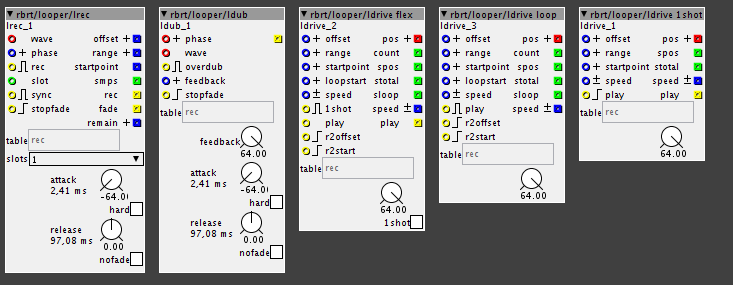 rbrt/looper/lrec
lrec_1
wave offset +
+ phase range +
rec startpoint
slot smps
sync rec
stopfade fade
remain +
table rec
slots 1
attack
2,41 ms
-64.00
hard
release
97,08 ms
0.00
nofade
rbrt/looper/ldub
ldub_1
+ phase
wave
overdub
+ feedback
stopfade
table rec
feedback
64.00
attack
2,41 ms
-64.00
hard
release
97,08 ms
0.00
nofade
rbrt/looper/ldrive flex
ldrive_2
+ offset pos +
+ range count
+ startpoint spos
+ loopstart stotal
± speed sloop
1shot speed ±
play play
r2offset
r2start
table rec
64.00
1shot
rbrt/looper/ldrive loop
ldrive_3
+ offset pos +
+ range count
+ startpoint spos
+ loopstart stotal
± speed sloop
play speed ±
r2offset
r2start
table rec
64.00
rbrt/looper/ldrive 1shot
ldrive_1
+ offset pos +
+ range spos
+ startpoint stotal
± speed speed ±
play play
table rec
64.00